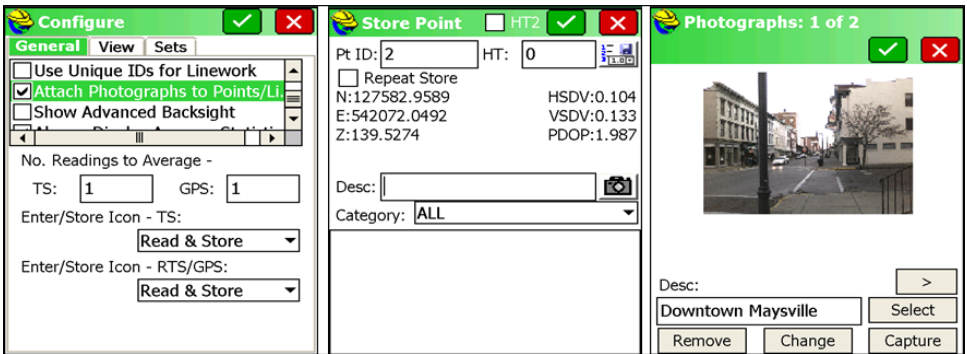 Configure
General View Sets
Use Unique IDs for Linework
Attach Photographs to Points/Li
Show Advanced Backsight
No. Readings to Average -
TS: 1 GPS: 1
Enter/Store Icon - TS:
Read & Store
Enter/Store Icon - RTS/GPS:
Read & Store
Store Point HT2
Pt ID: 2 HT: 0
Repeat Store
N:127582.9589 HSDV:0.104
E:542072.0492 VSDV:0.133
Z:139.5274 PDOP:1.987
Desc:
Category: ALL
Photographs: 1 of 2
Desc: >
Downtown Maysville Select
Remove Change Capture